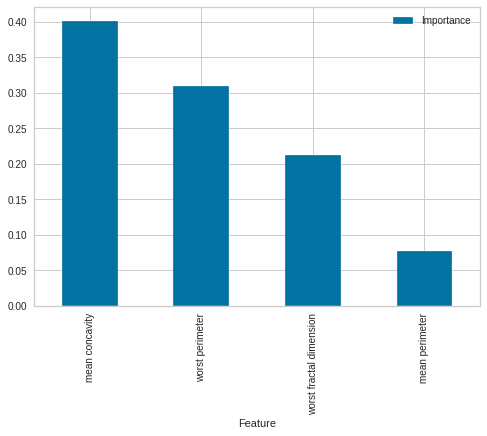 0.40
0.35
0.30
0.25
0.20
0.15
0.10
0.05
0.00
Importance
mean concavity
worst perimeter
worst fractal dimension
mean perimeter
Feature